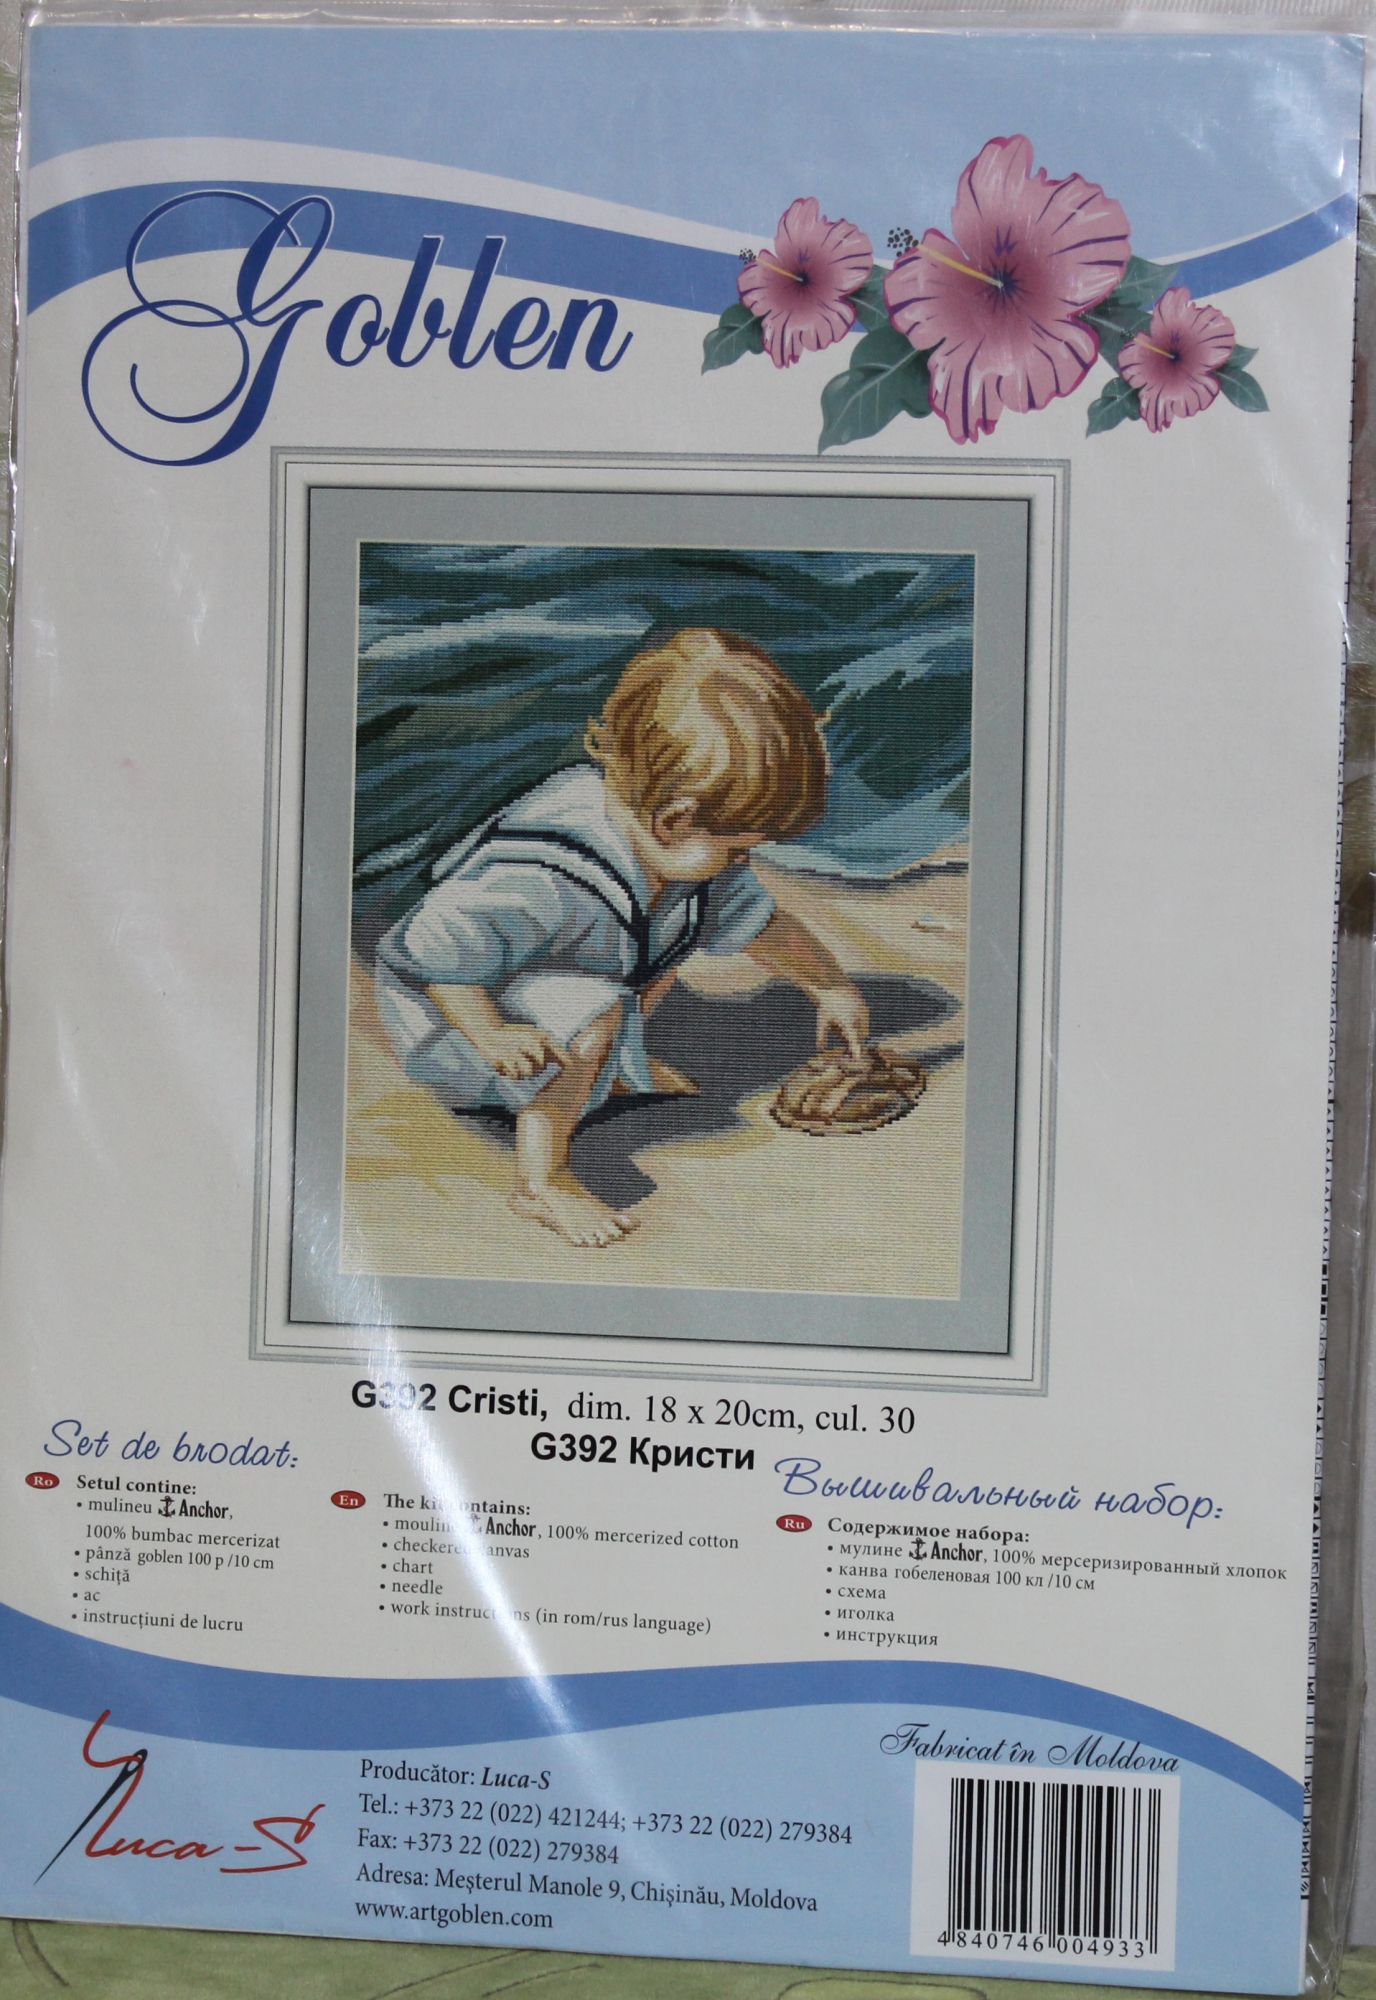 Goblen
G392 Cristi, dim. 18 x 20cm, cul. 30
G392 Кристи
Set de brodat:
Ro Setul contine:
• mulineu Anchor,
100% bumbac mercerizat
• pânză goblen 100 p /10 cm
• schiță
• ac
• instrucțiuni de lucru
En The kit contains:
• mouline Anchor, 100% mercerized cotton
• checkered canvas
• chart
• needle
• work instructions (in rom/rus language)
Вышивальный набор:
Ru Содержимое набора:
• мулине Anchor, 100% мерсеризированный хлопок
• канва гобеленовая 100 кл /10 см
• схема
• иголка
• инструкция
Luca-S
Producător: Luca-S
Tel.: +373 22 (022) 421244; +373 22 (022) 279384
Fax: +373 22 (022) 279384
Adresa: Meșterul Manole 9, Chișinău, Moldova
www.artgoblen.com
Fabricat în Moldova
4 840746 004933